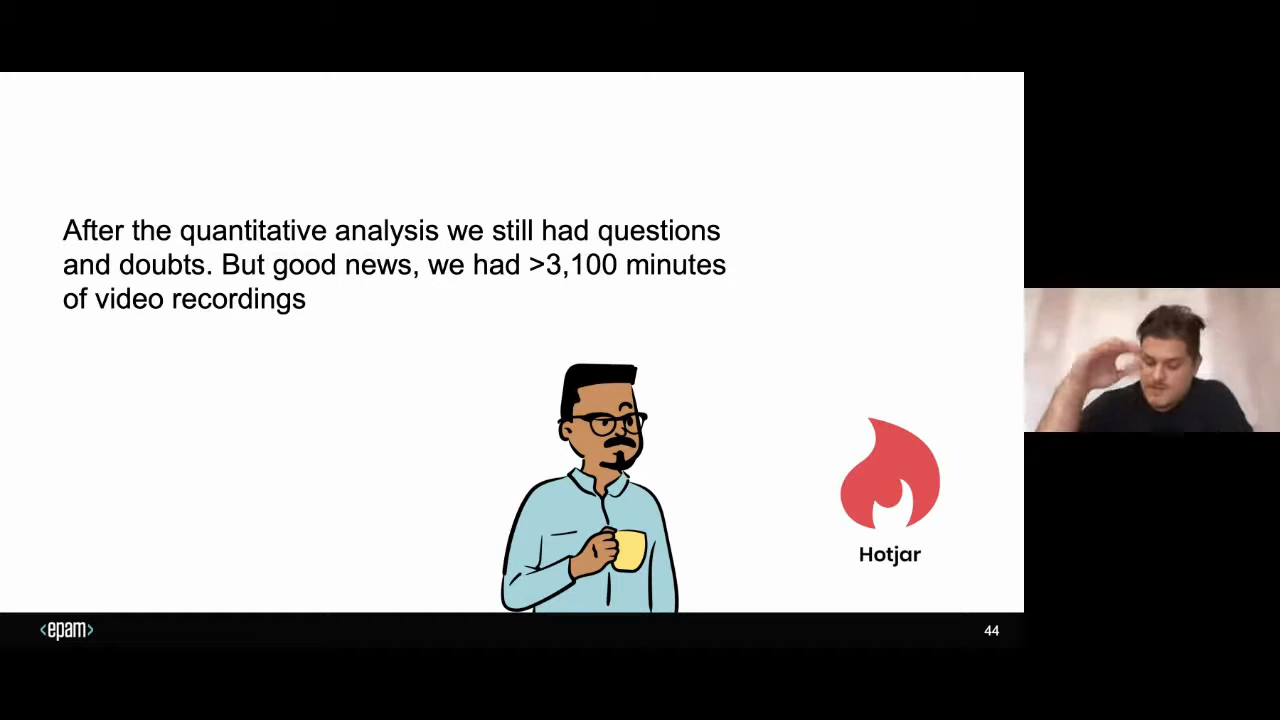 After the quantitative analysis we still had questions
and doubts. But good news, we had >3,100 minutes
of video recordings
Hotjar
<epam>
44